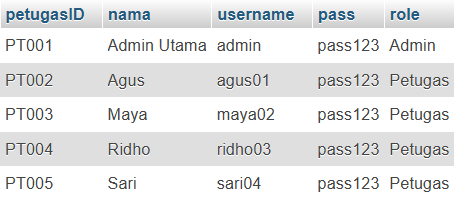 petugasID nama username pass role
PT001 Admin Utama admin pass123 Admin
PT002 Agus agus01 pass123 Petugas
PT003 Maya maya02 pass123 Petugas
PT004 Ridho ridho03 pass123 Petugas
PT005 Sari sari04 pass123 Petugas